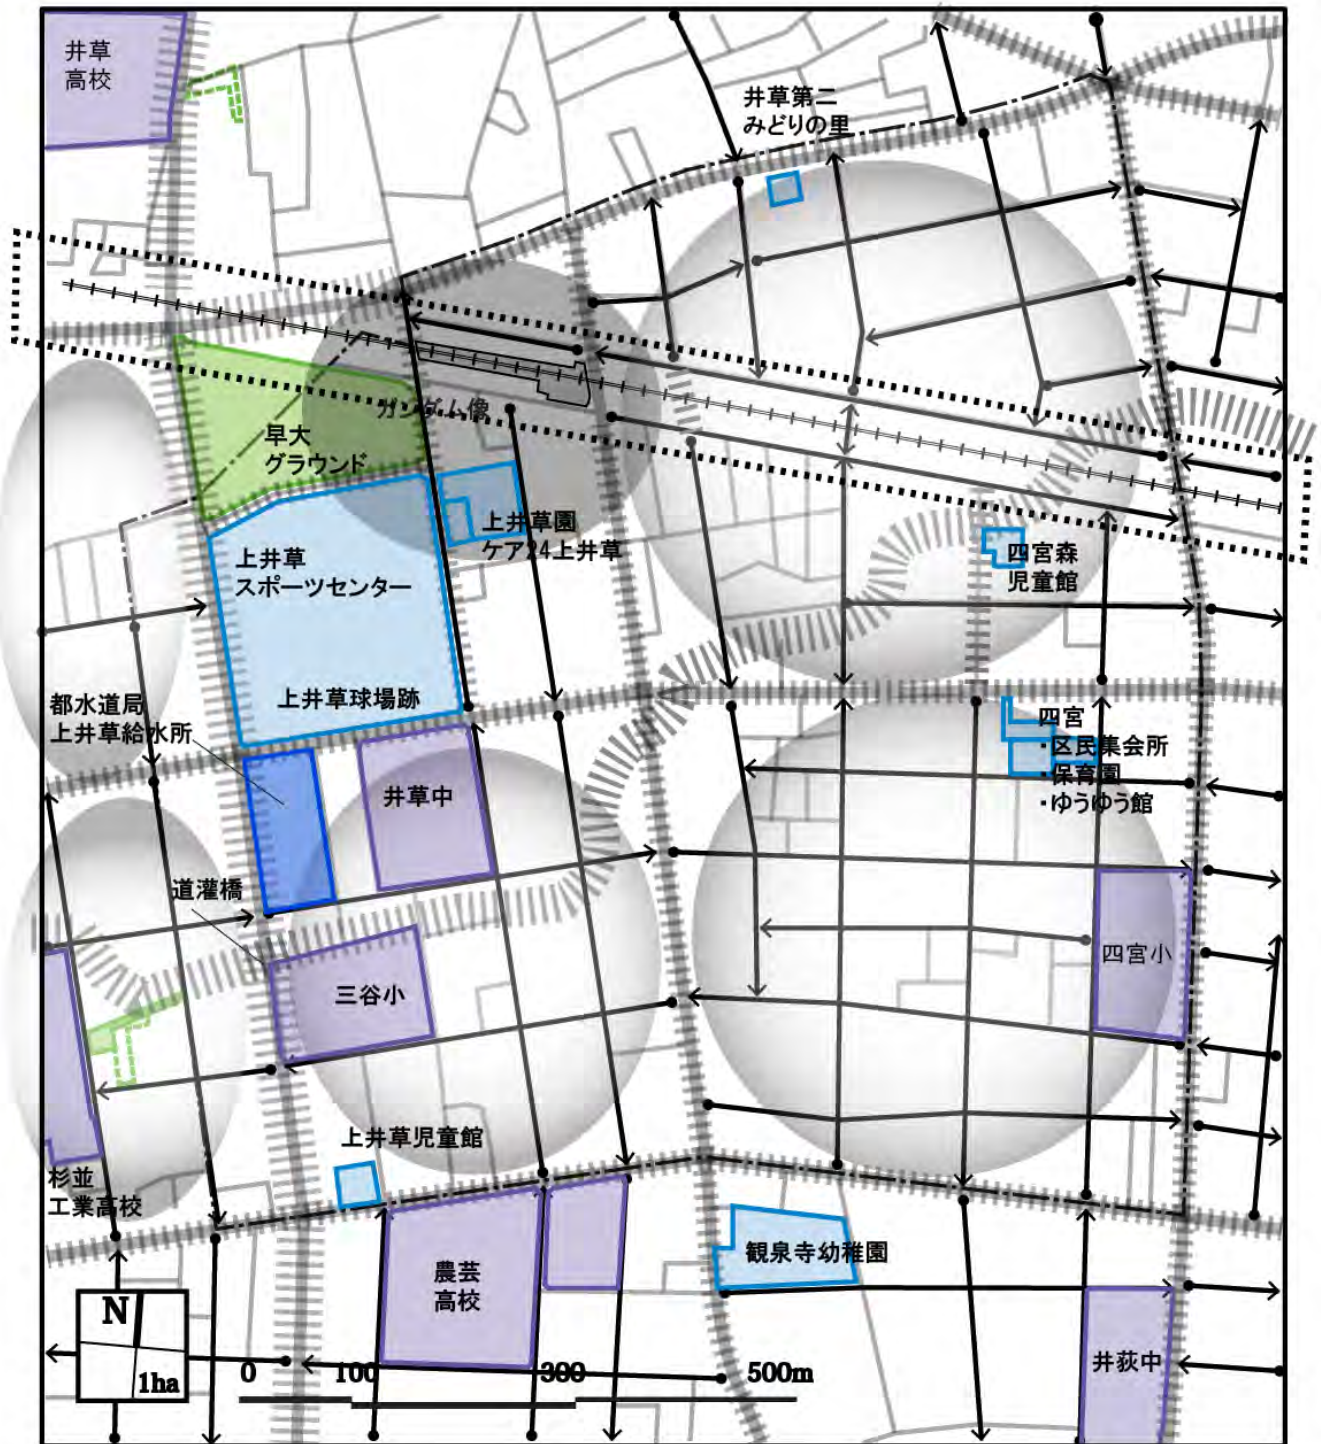 井草
高校
井草第二
みどりの里
ガンダム像
早大
グラウンド
上井草園
ケア24上井草
上井草
スポーツセンター
四宮森
児童館
上井草球場跡
都水道局
上井草給水所
四宮
・区民集会所
・保育園
・ゆうゆう館
井草中
道灌橋
四宮小
三谷小
上井草児童館
杉並
工業高校
観泉寺幼稚園
農芸
高校
井荻中
N
1ha
0 100 300 500m